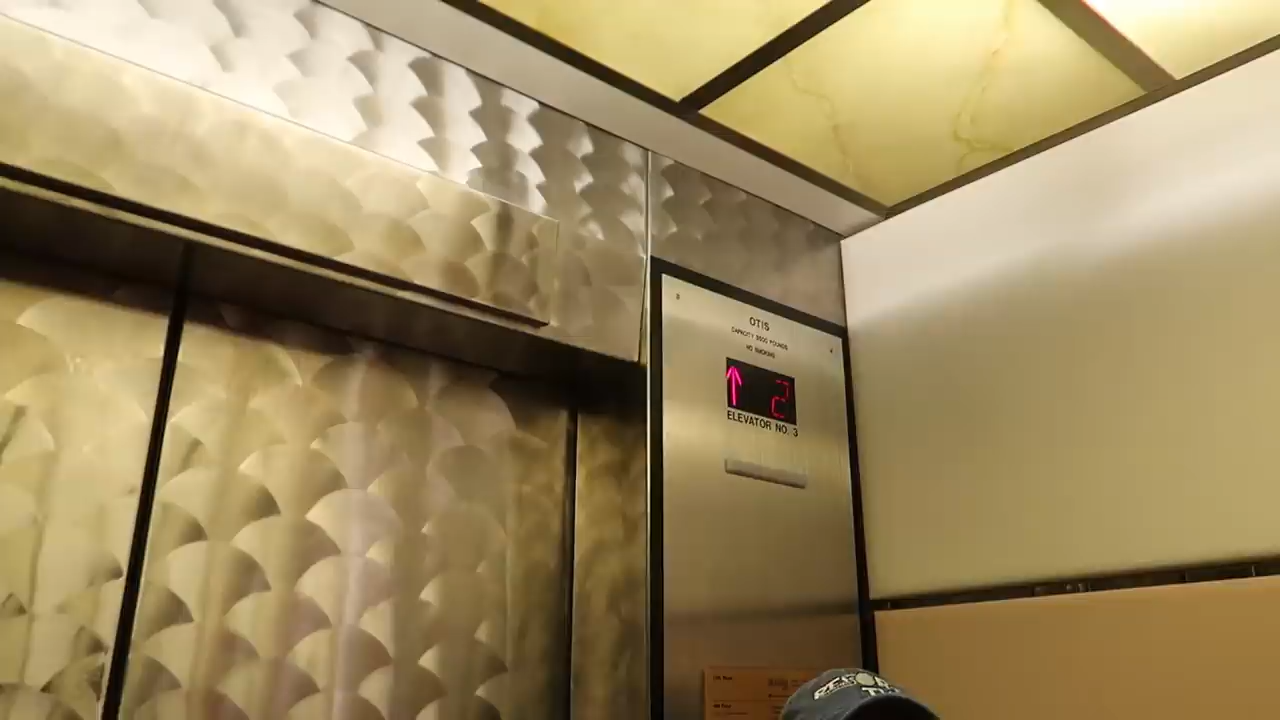 OTIS
CAPACITY 3500 POUNDS
NO SMOKING
2
ELEVATOR NO. 3